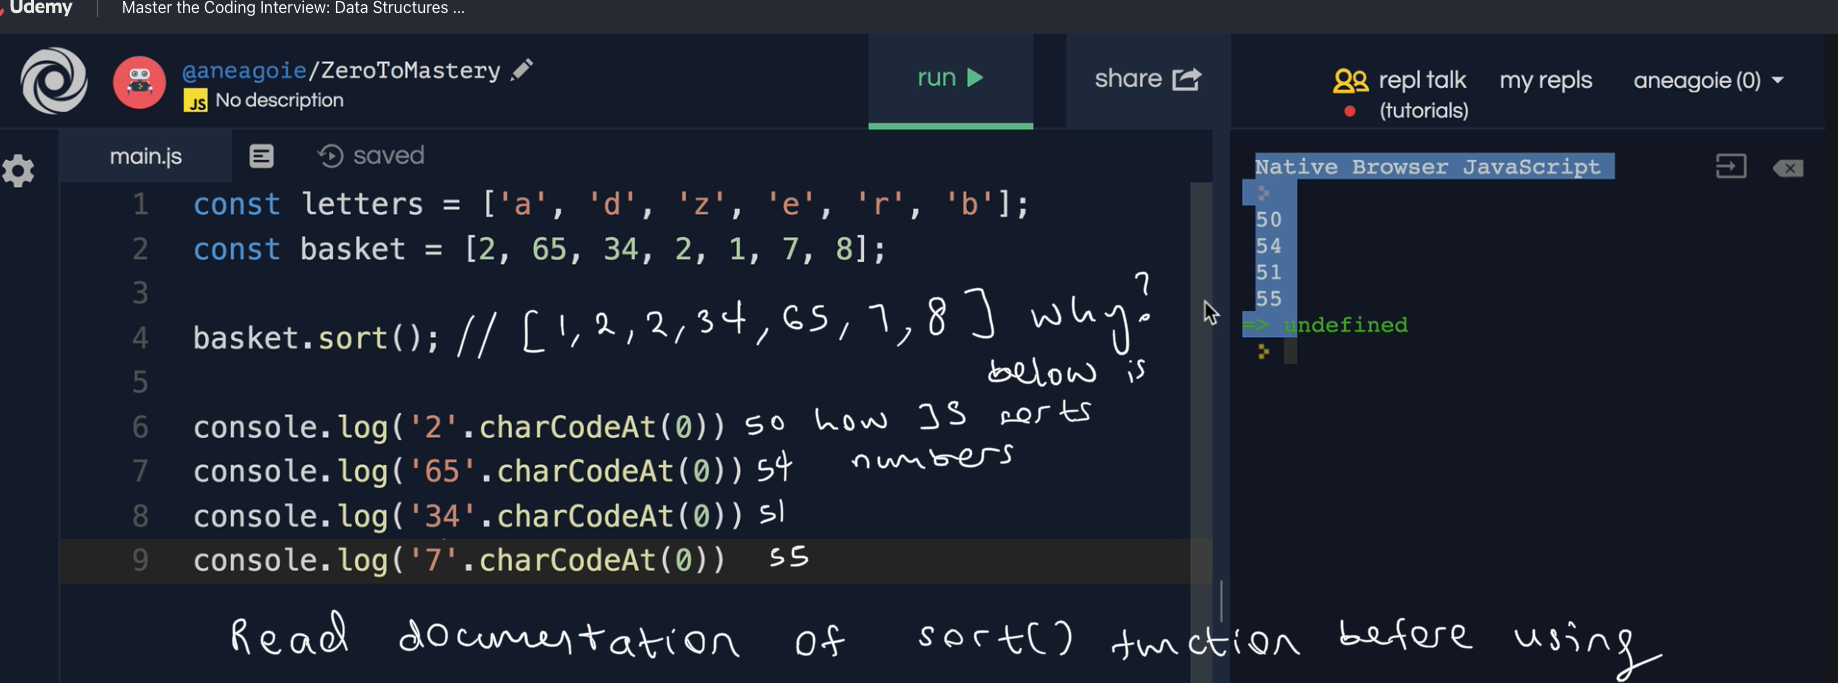 Udemy
Master the Coding Interview: Data Structures ...
@aneagoie/ZeroToMastery
JS No description
run
share
repl talk
(tutorials)
my repls
aneagoie (0)
main.js
saved
1 const letters = ['a', 'd', 'z', 'e', 'r', 'b'];
2 const basket = [2, 65, 34, 2, 1, 7, 8];
3
4 basket.sort(); // [1, 2, 2, 34, 65, 7, 8] why?
below is
5
6 console.log('2'.charCodeAt(0)) 50 how JS sorts
numbers
7 console.log('65'.charCodeAt(0)) 54
8 console.log('34'.charCodeAt(0)) 51
9 console.log('7'.charCodeAt(0)) 55
Read documentation of sort() function before using
Native Browser JavaScript
50
54
51
55
=> undefined